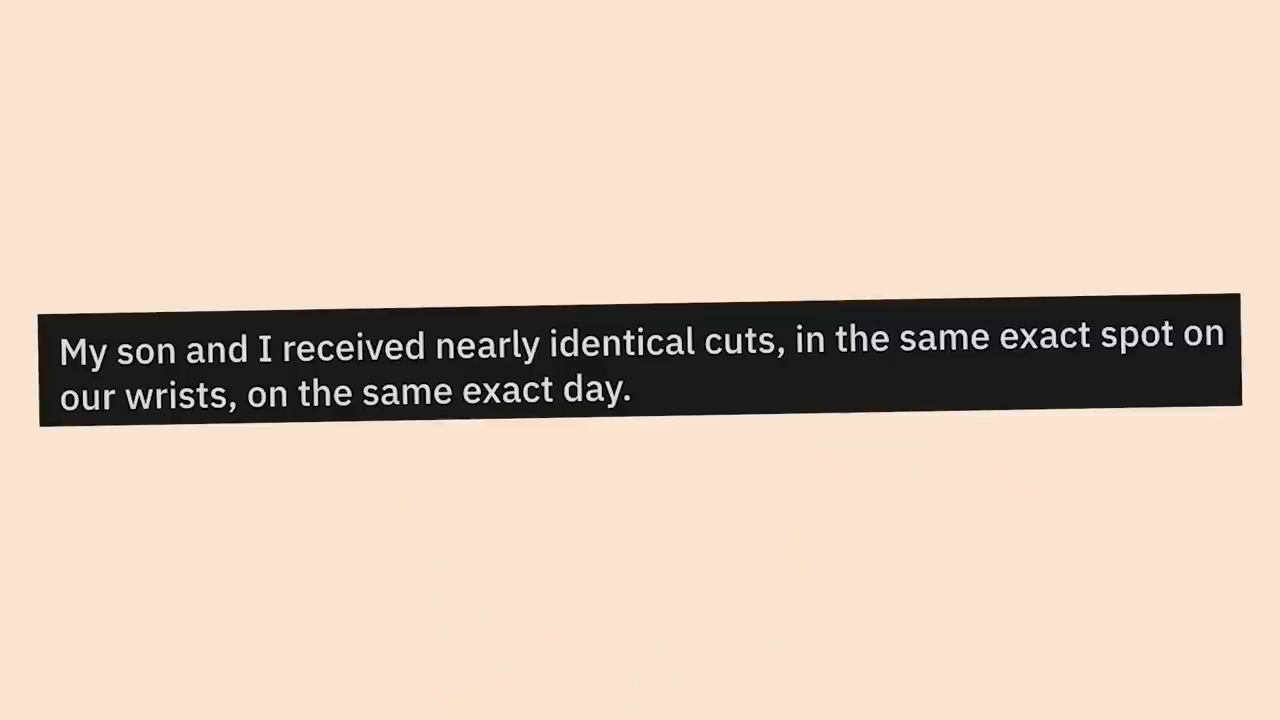 My son and I received nearly identical cuts, in the same exact spot on
our wrists, on the same exact day.